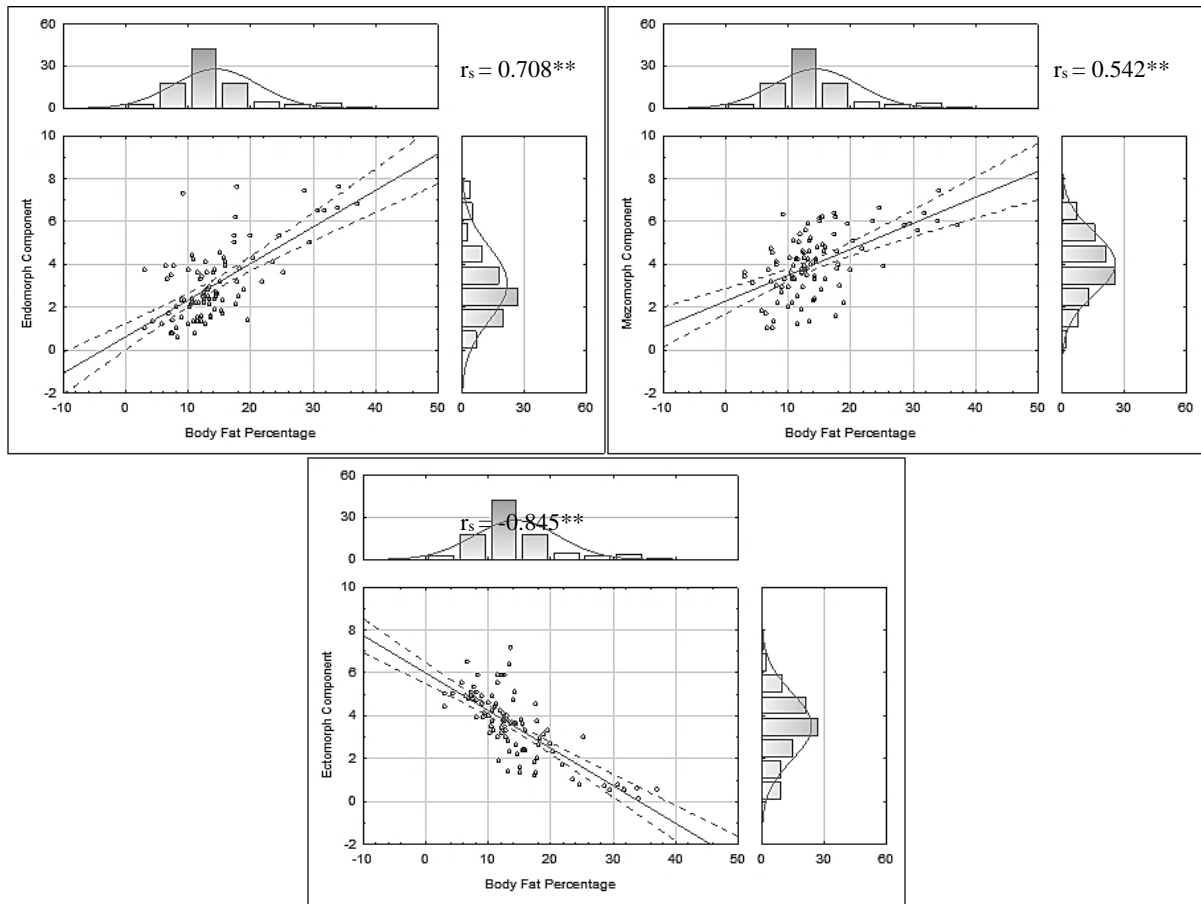 60
30
0
r_s = 0.708**
10
8
6
4
2
0
-2
Endomorph Component
-10 0 10 20 30 40 50
Body Fat Percentage
0 30 60
60
30
0
r_s = 0.542**
10
8
6
4
2
0
-2
Mezomorph Component
-10 0 10 20 30 40 50
Body Fat Percentage
0 30 60
60
30
0
r_s = -0.845**
10
8
6
4
2
0
-2
Ectomorph Component
-10 0 10 20 30 40 50
Body Fat Percentage
0 30 60